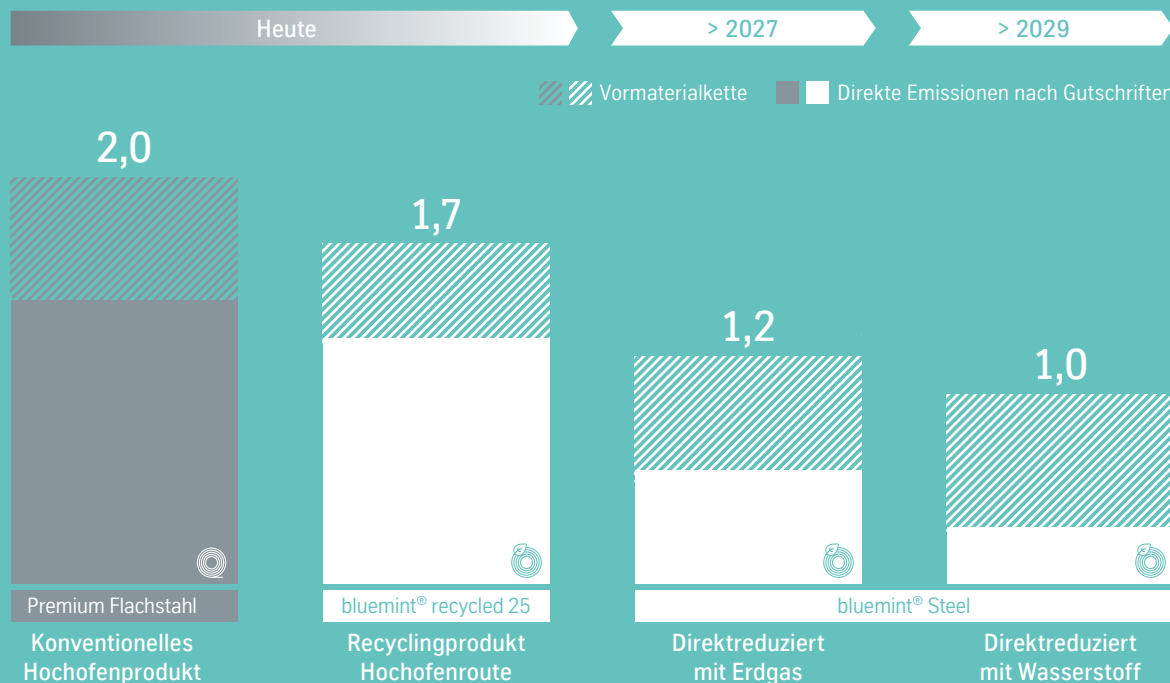 Heute
> 2027
> 2029
Vormaterialkette
Direkte Emissionen nach Gutschriften
2,0
1,7
1,2
1,0
Premium Flachstahl
bluemint® recycled 25
bluemint® Steel
Konventionelles
Hochofenprodukt
Recyclingprodukt
Hochofenroute
Direktreduziert
mit Erdgas
Direktreduziert
mit Wasserstoff